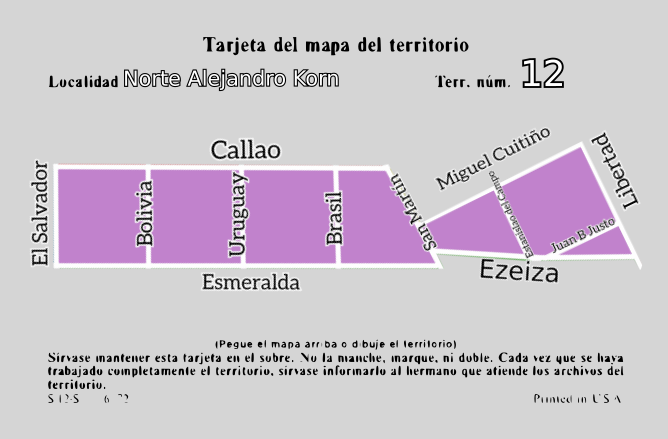 Tarjeta del mapa del territorio
Localidad Norte Alejandro Korn Terr. núm. 12
Miguel Cuitiño
Libertad
Callao
El Salvador
Bolivia
Uruguay
Brasil
San Martin
Estanislao del Campo
Juan B Justo
Esmeralda
Ezeiza
(Pegue el mapa arriba o dibuje el territorio)
Sírvase mantener esta tarjeta en el sobre. No la manche, marque, ni doble. Cada vez que se haya
trabajado completamente el territorio, sírvase informarlo al hermano que atiende los archivos del
territorio.
S-12-S 6-72 Printed in U.S.A.